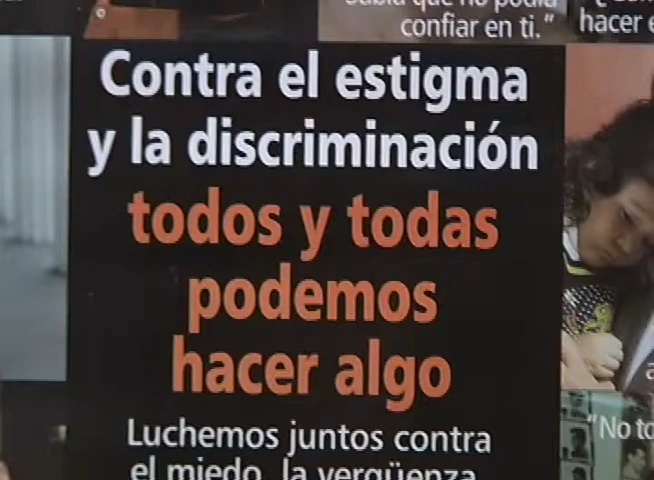 confiar en ti."
hacer
Contra el estigma
y la discriminación
todos y todas
podemos
hacer algo
Luchemos juntos contra
el miedo, la vergüenza
"No to